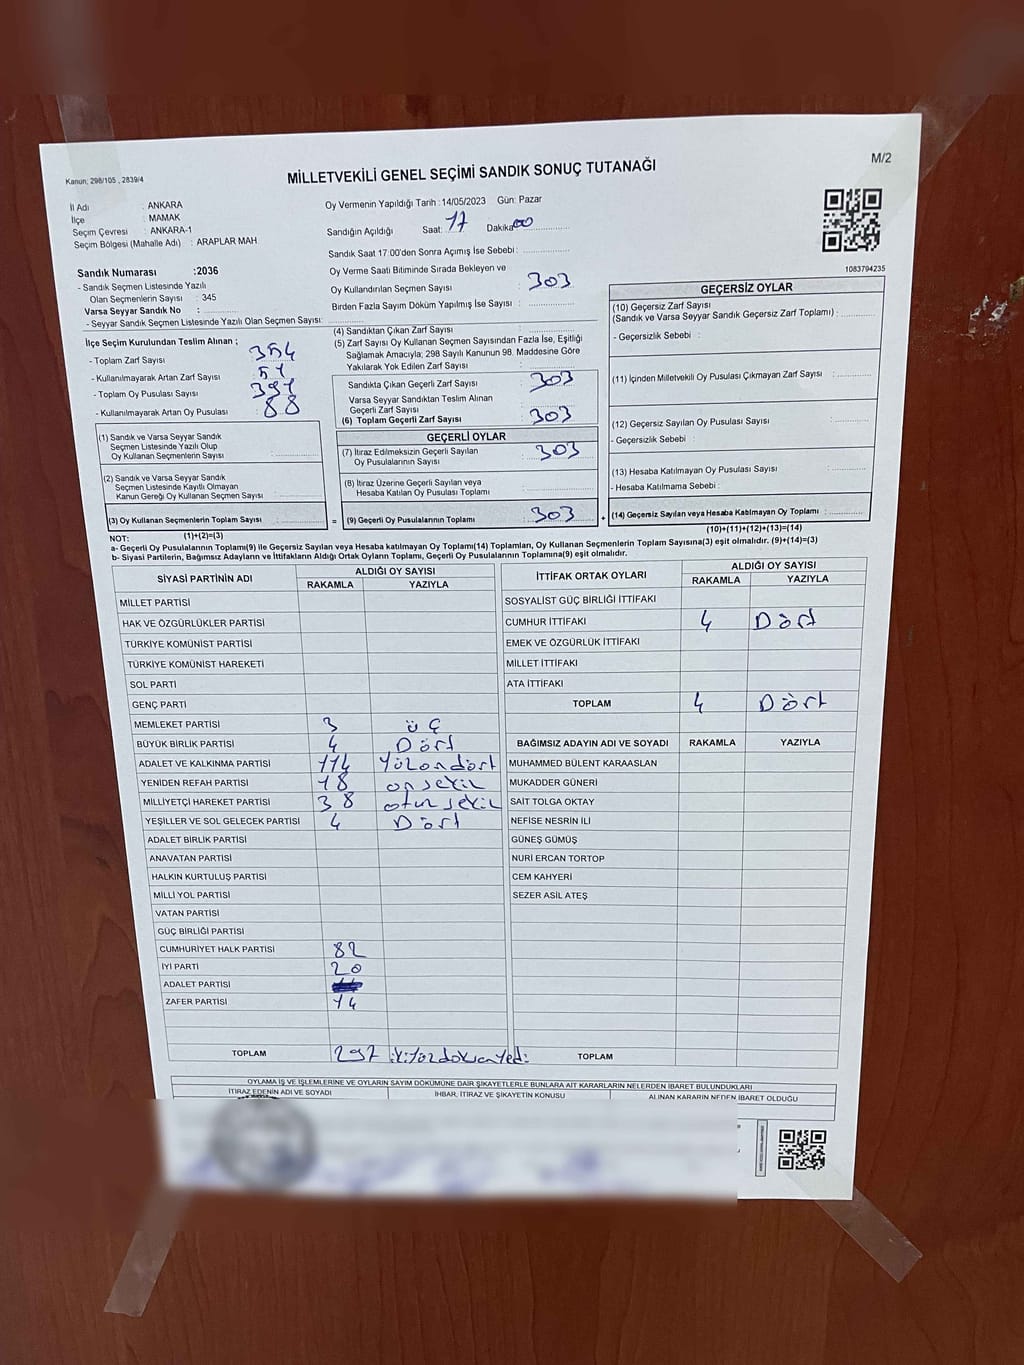 M/2
Kanun; 298/105 , 2839/4
MİLLETVEKİLİ GENEL SEÇİMİ SANDIK SONUÇ TUTANAĞI
İl Adı : ANKARA
İlçe : MAMAK
Seçim Çevresi : ANKARA-1
Seçim Bölgesi (Mahalle Adı) : ARAPLAR MAH
Oy Vermenin Yapıldığı Tarih :14/05/2023 Gün: Pazar
Sandığın Açıldığı Saat: 17 Dakika: 00
Sandık Saat 17:00'den Sonra Açımış İse Sebebi :
Sandık Numarası :2036
- Sandık Seçmen Listesinde Yazılı
Olan Seçmenlerin Sayısı : 345
Varsa Seyyar Sandık No :
- Seyyar Sandık Seçmen Listesinde Yazılı Olan Seçmen Sayısı:
Oy Verme Saati Bitiminde Sırada Bekleyen ve
Oy Kullandırılan Seçmen Sayısı : 303
Birden Fazla Sayım Döküm Yapılmış İse Sayısı :
1083794235
İlçe Seçim Kurulundan Teslim Alınan ;
- Toplam Zarf Sayısı : 354
- Kullanılmayarak Artan Zarf Sayısı : 51
- Toplam Oy Pusulası Sayısı : 391
- Kullanılmayarak Artan Oy Pusulası : 88
(4) Sandıktan Çıkan Zarf Sayısı :
(5) Zarf Sayısı Oy Kullanan Seçmen Sayısından Fazla İse, Eşitliği
Sağlamak Amacıyla; 298 Sayılı Kanunun 98. Maddesine Göre
Yakılarak Yok Edilen Zarf Sayısı :
Sandıkta Çıkan Geçerli Zarf Sayısı : 303
Varsa Seyyar Sandıktan Teslim Alınan
Geçerli Zarf Sayısı :
(6) Toplam Geçerli Zarf Sayısı : 303
GEÇERSİZ OYLAR
(10) Geçersiz Zarf Sayısı
(Sandık ve Varsa Seyyar Sandık Geçersiz Zarf Toplamı) :
- Geçersizlik Sebebi :
(11) İçinden Milletvekili Oy Pusulası Çıkmayan Zarf Sayısı :
(12) Geçersiz Sayılan Oy Pusulası Sayısı :
- Geçersizlik Sebebi :
(13) Hesaba Katılmayan Oy Pusulası Sayısı :
- Hesaba Katılmama Sebebi :
(1) Sandık ve Varsa Seyyar Sandık
Seçmen Listesinde Yazılı Olup
Oy Kullanan Seçmenlerin Sayısı :
(2) Sandık ve Varsa Seyyar Sandık
Seçmen Listesinde Kayıtlı Olmayan
Kanun Gereği Oy Kullanan Seçmen Sayısı :
GEÇERLİ OYLAR
(7) İtiraz Edilmeksizin Geçerli Sayılan
Oy Pusulalarının Sayısı : 303
(8) İtiraz Üzerine Geçerli Sayılan veya
Hesaba Katılan Oy Pusulası Toplamı :
(3) Oy Kullanan Seçmenlerin Toplam Sayısı : = (9) Geçerli Oy Pusulalarının Toplamı : 303 + (14) Geçersiz Sayılan veya Hesaba Katılmayan Oy Toplamı :
NOT: (1)+(2)=(3) (10)+(11)+(12)+(13)=(14)
a- Geçerli Oy Pusulalarının Toplamı(9) ile Geçersiz Sayılan veya Hesaba katılmayan Oy Toplamı(14) Toplamları, Oy Kullanan Seçmenlerin Toplam Sayısına(3) eşit olmalıdır. (9)+(14)=(3)
b- Siyasi Partilerin, Bağımsız Adayların ve İttifakların Aldığı Ortak Oyların Toplamı, Geçerli Oy Pusulalarının Toplamına(9) eşit olmalıdır.
SİYASİ PARTİNİN ADI ALDIĞI OY SAYISI
RAKAMLA YAZIYLA
MİLLET PARTİSİ
HAK VE ÖZGÜRLÜKLER PARTİSİ
TÜRKİYE KOMÜNİST PARTİSİ
TÜRKİYE KOMÜNİST HAREKETİ
SOL PARTİ
GENÇ PARTİ
MEMLEKET PARTİSİ 3 üç
BÜYÜK BİRLİK PARTİSİ 4 Dört
ADALET VE KALKINMA PARTİSİ 114 Yüzondört
YENİDEN REFAH PARTİSİ 18 onsekiz
MİLLİYETÇİ HAREKET PARTİSİ 38 otuz sekiz
YEŞİLLER VE SOL GELECEK PARTİSİ 4 Dört
ADALET BİRLİK PARTİSİ
ANAVATAN PARTİSİ
HALKIN KURTULUŞ PARTİSİ
MİLLİ YOL PARTİSİ
VATAN PARTİSİ
GÜÇ BİRLİĞİ PARTİSİ
CUMHURİYET HALK PARTİSİ 82
İYİ PARTİ 20
ADALET PARTİSİ
ZAFER PARTİSİ 14
TOPLAM 297 ikiyüzdoksanyedi
İTTİFAK ORTAK OYLARI ALDIĞI OY SAYISI
RAKAMLA YAZIYLA
SOSYALİST GÜÇ BİRLİĞİ İTTİFAKI
CUMHUR İTTİFAKI 4 Dört
EMEK VE ÖZGÜRLÜK İTTİFAKI
MİLLET İTTİFAKI
ATA İTTİFAKI
TOPLAM 4 Dört
BAĞIMSIZ ADAYIN ADI VE SOYADI RAKAMLA YAZIYLA
MUHAMMED BÜLENT KARAASLAN
MUKADDER GÜNERİ
SAİT TOLGA OKTAY
NEFİSE NESRİN İLİ
GÜNEŞ GÜMÜŞ
NURİ ERCAN TORTOP
CEM KAHYERİ
SEZER ASİL ATEŞ
TOPLAM
OYLAMA İŞ VE İŞLEMLERİNE VE OYLARIN SAYIM DÖKÜMÜNE DAİR ŞİKAYETLERLE BUNLARA AİT KARARLARIN NELERDEN İBARET BULUNDUKLARI
İTİRAZ EDENİN ADI VE SOYADI İHBAR, İTİRAZ VE ŞİKAYETİN KONUSU ALINAN KARARIN NEDEN İBARET OLDUĞU